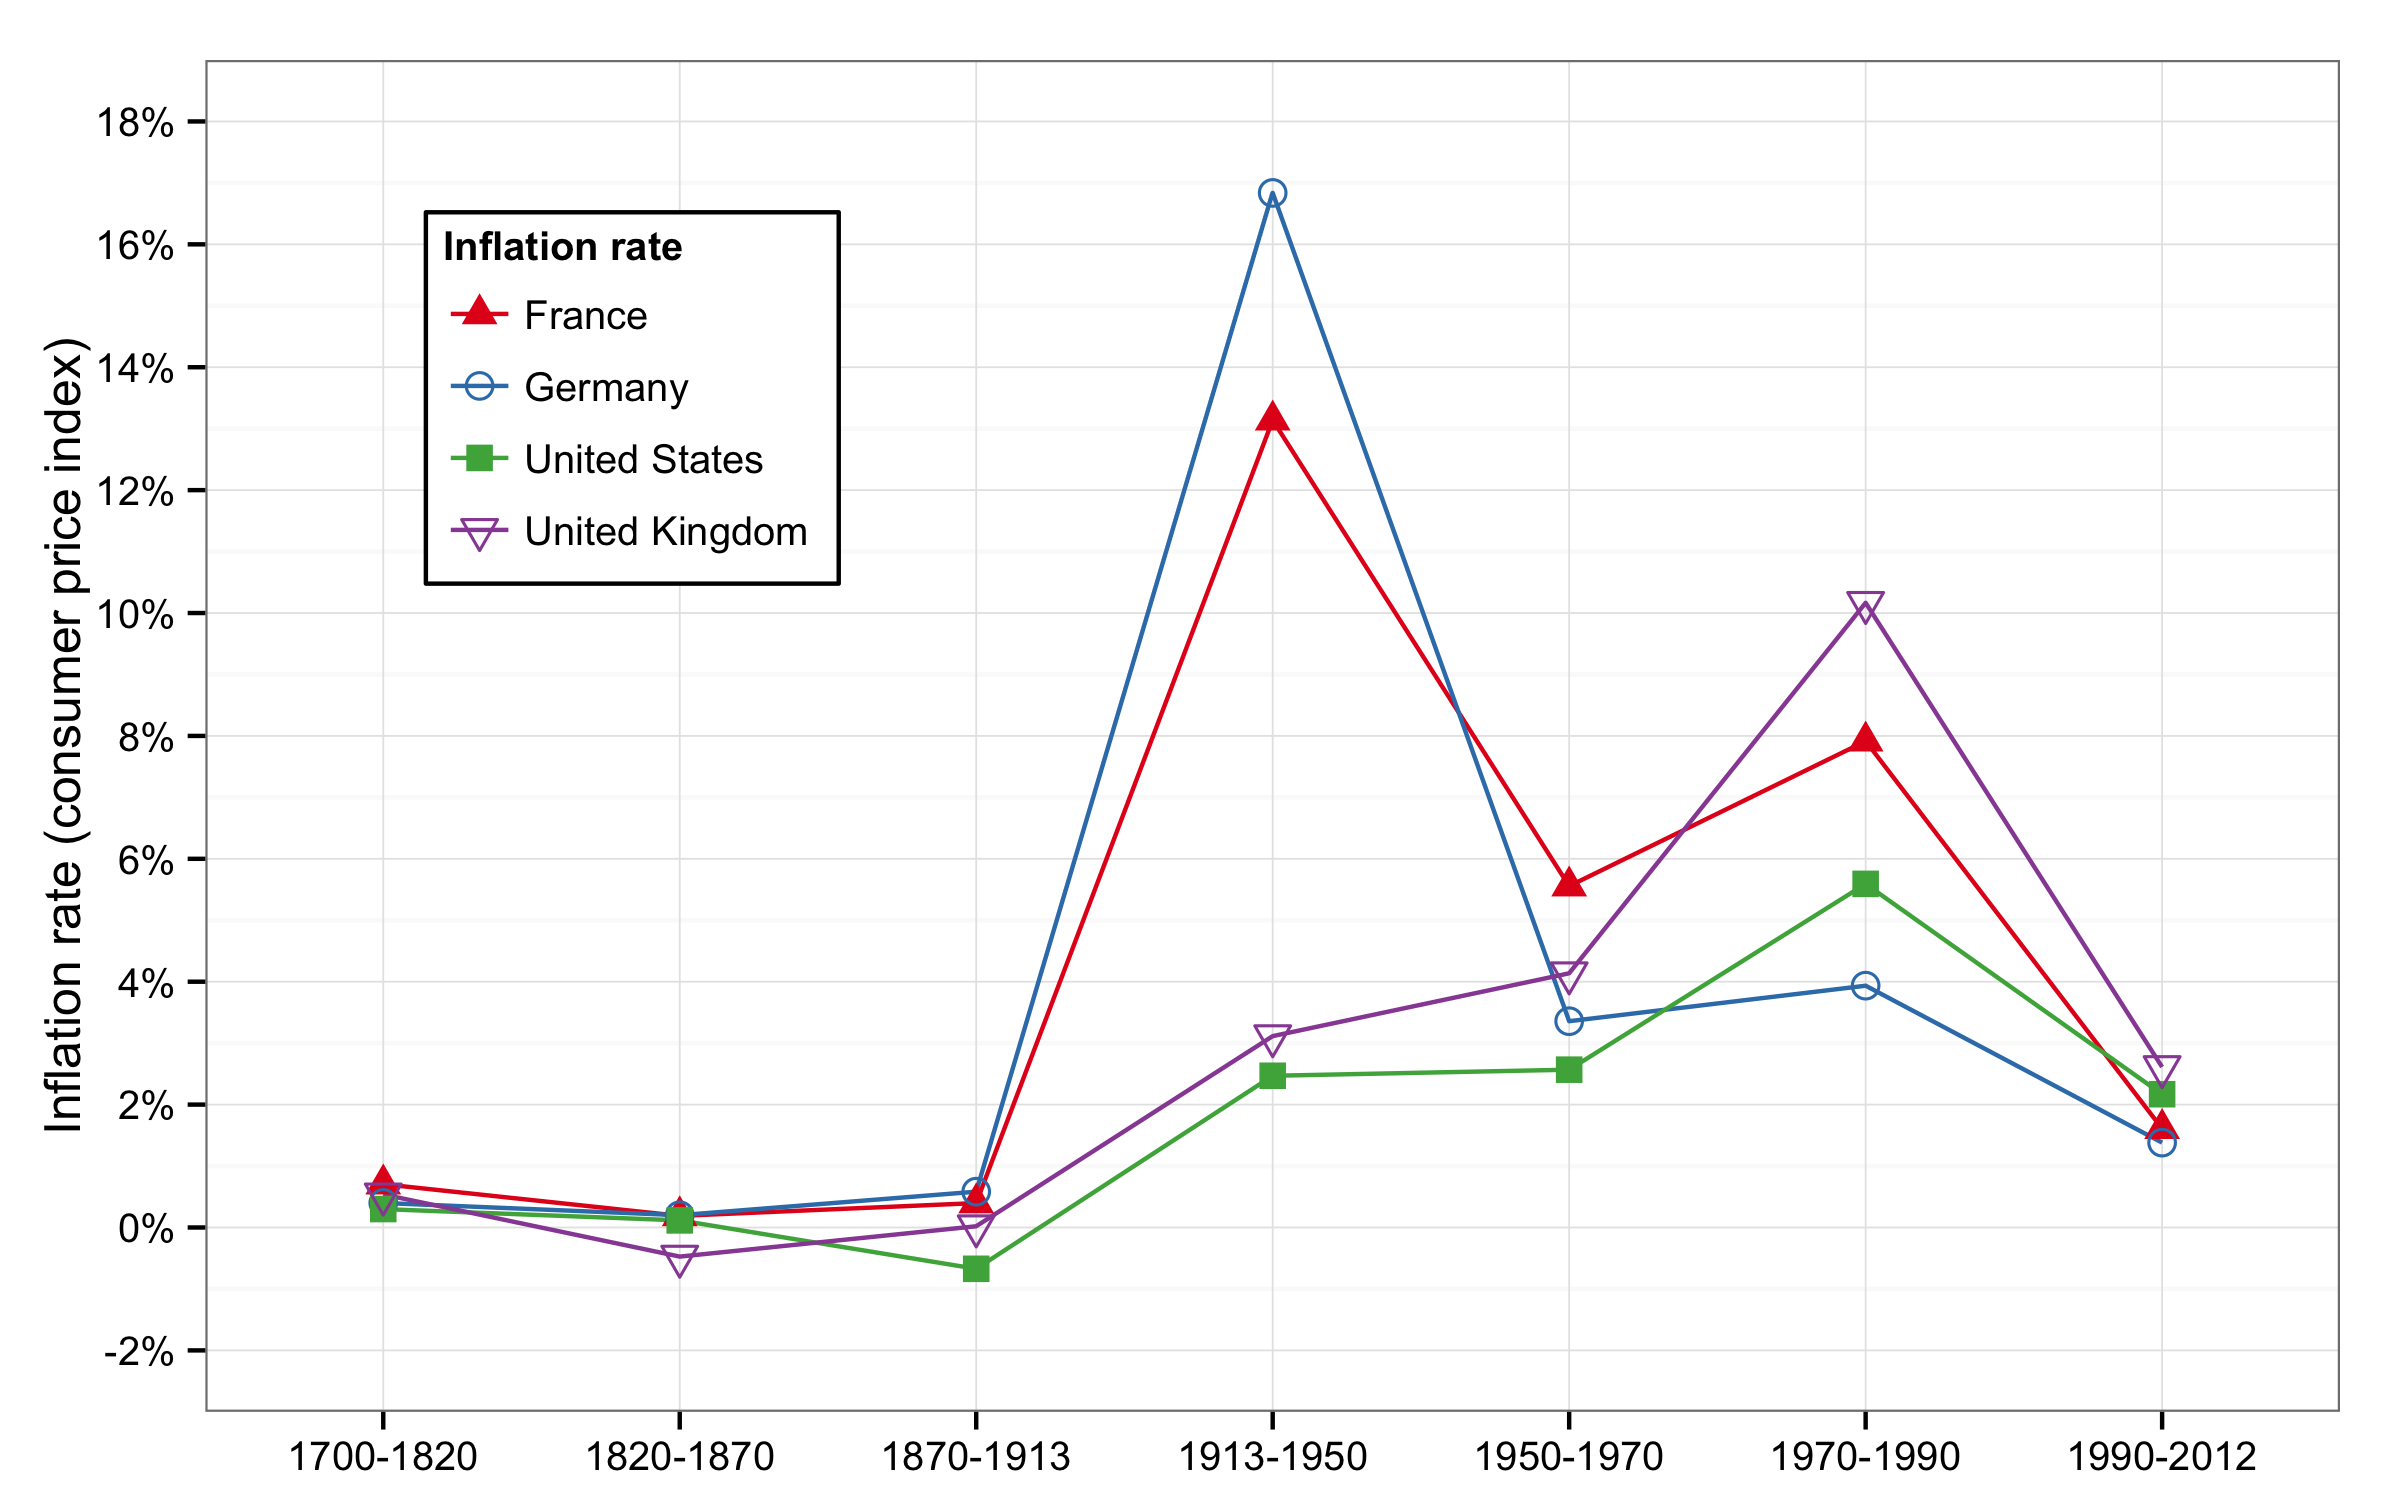 Inflation rate (consumer price index)
18%
16%
14%
12%
10%
8%
6%
4%
2%
0%
-2%
Inflation rate
France
Germany
United States
United Kingdom
1700-1820 1820-1870 1870-1913 1913-1950 1950-1970 1970-1990 1990-2012